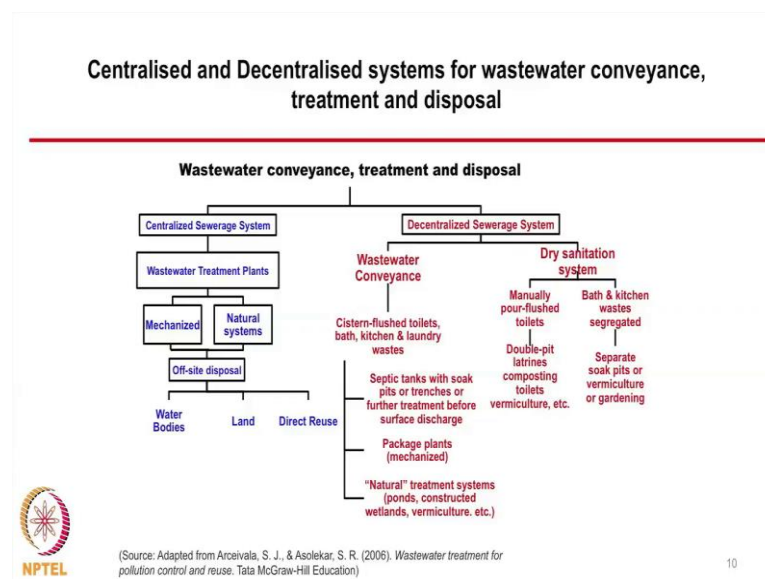 Centralised and Decentralised systems for wastewater conveyance,
treatment and disposal
Wastewater conveyance, treatment and disposal
Centralized Sewerage System
Wastewater Treatment Plants
Mechanized
Natural
systems
Off-site disposal
Water
Bodies
Land
Direct Reuse
Decentralized Sewerage System
Wastewater
Conveyance
Cistern-flushed toilets,
bath, kitchen & laundry
wastes
Septic tanks with soak
pits or trenches or
further treatment before
surface discharge
Package plants
(mechanized)
“Natural” treatment systems
(ponds, constructed
wetlands, vermiculture. etc.)
Dry sanitation
system
Manually
pour-flushed
toilets
Double-pit
latrines
composting
toilets
vermiculture, etc.
Bath & kitchen
wastes
segregated
Separate
soak pits or
vermiculture
or gardening
NPTEL
(Source: Adapted from Arceivala, S. J., & Asolekar, S. R. (2006). Wastewater treatment for
pollution control and reuse. Tata McGraw-Hill Education)
10